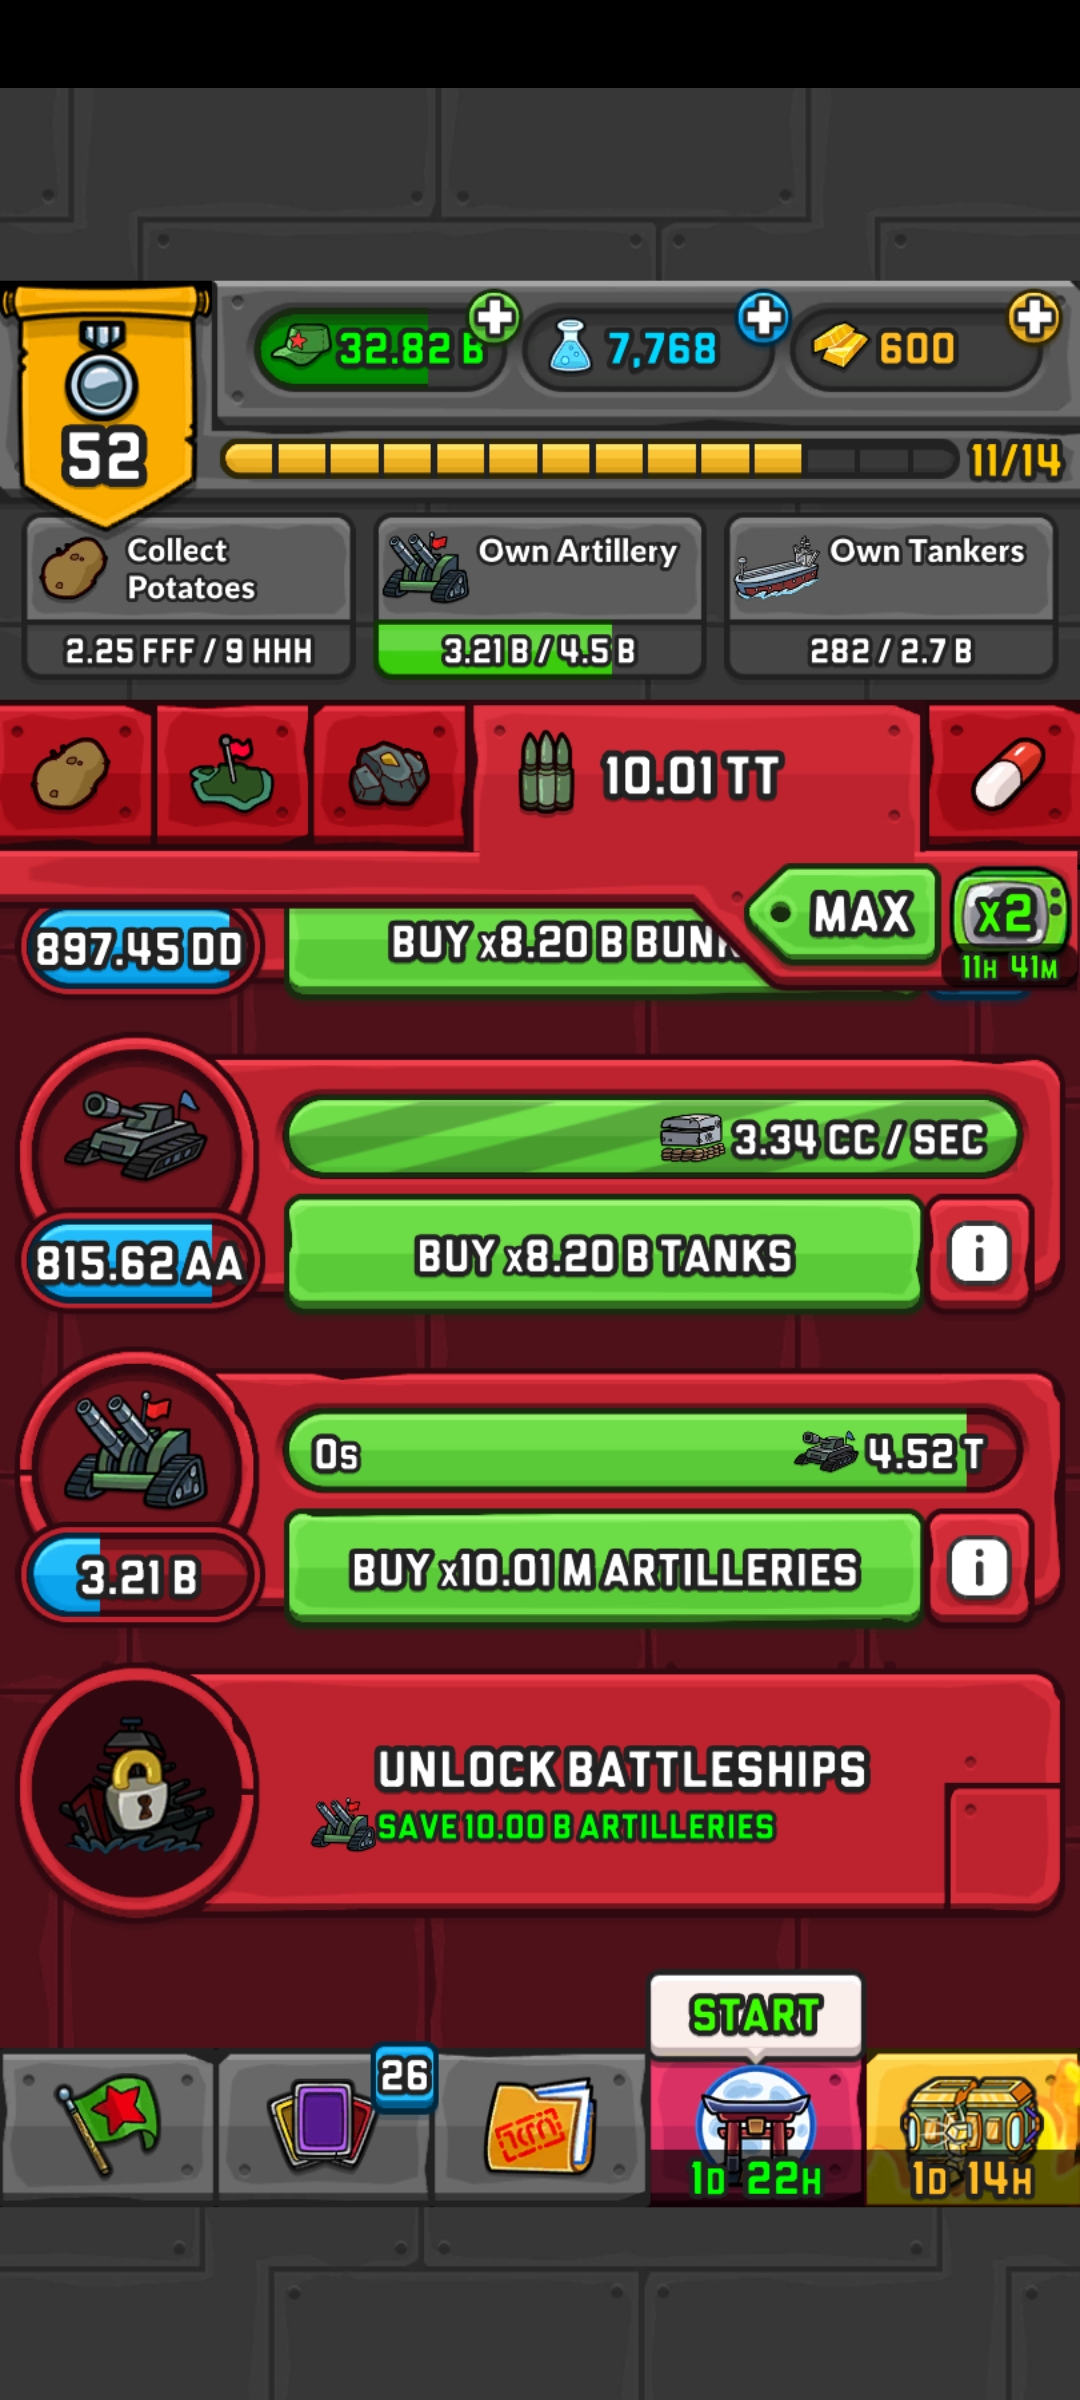 32.82 B
7,768
600
52
11/14
Collect
Potatoes
2.25 FFF / 9 HHH
Own Artillery
3.21 B / 4.5 B
Own Tankers
282 / 2.7 B
10.01 TT
MAX
x2
11H 41M
897.45 DD
BUY x8.20 B
3.34 CC / SEC
815.62 AA
BUY x8.20 B TANKS
i
0s
4.52 T
3.21 B
BUY x10.01 M ARTILLERIES
i
UNLOCK BATTLESHIPS
SAVE 10.00 B ARTILLERIES
START
26
1D 22H
1D 14H